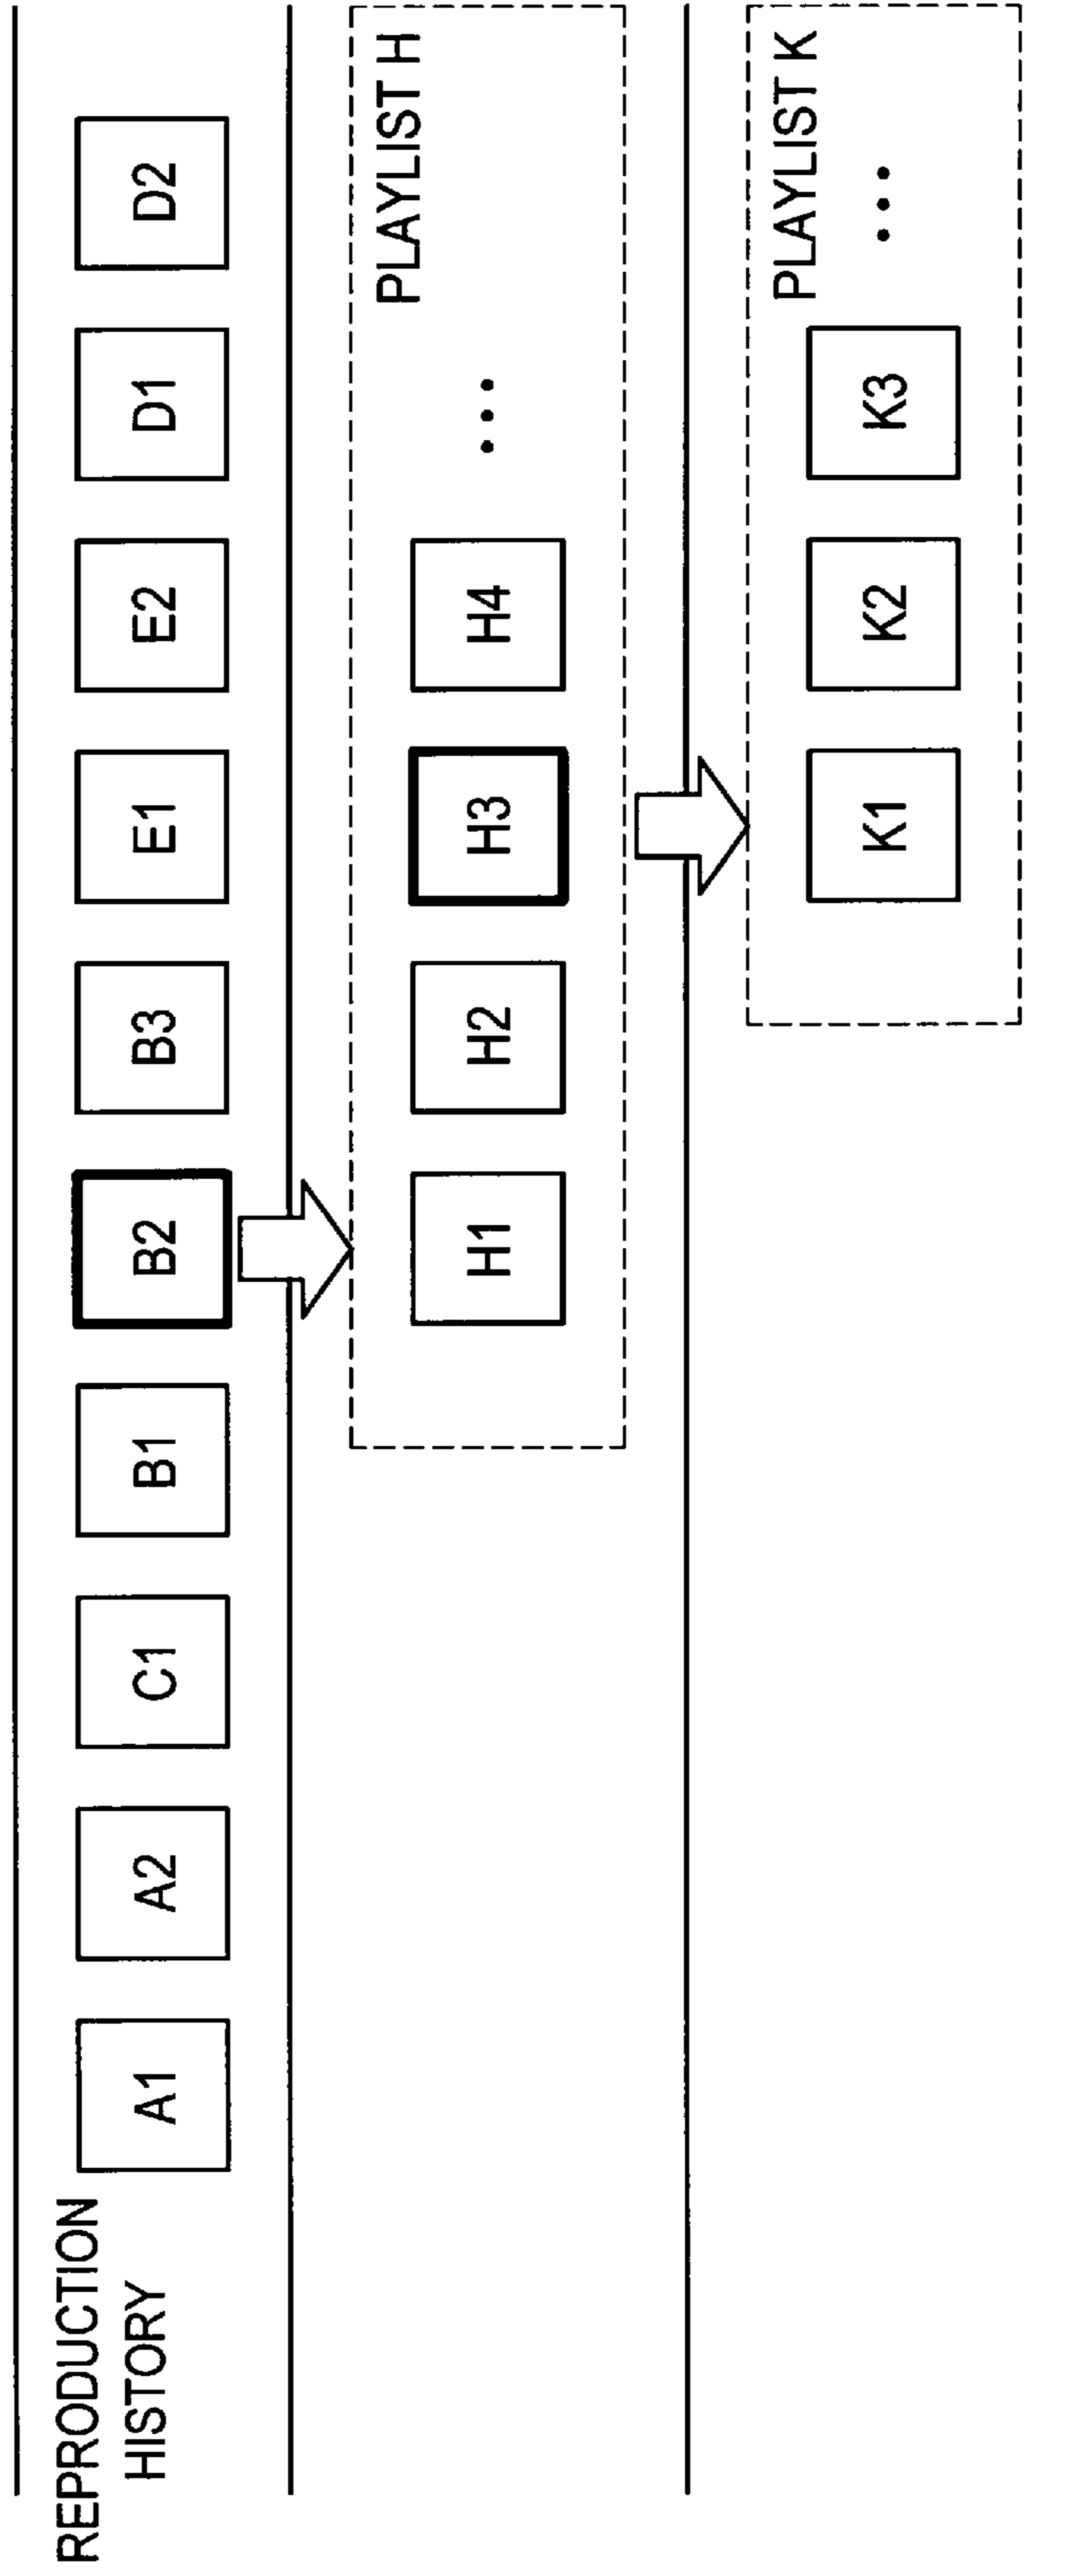 REPRODUCTION
HISTORY
A1 A2 C1 B1 B2 B3 E1 E2 D1 D2
PLAYLIST H
H1 H2 H3 H4 ...
PLAYLIST K
K1 K2 K3 ...